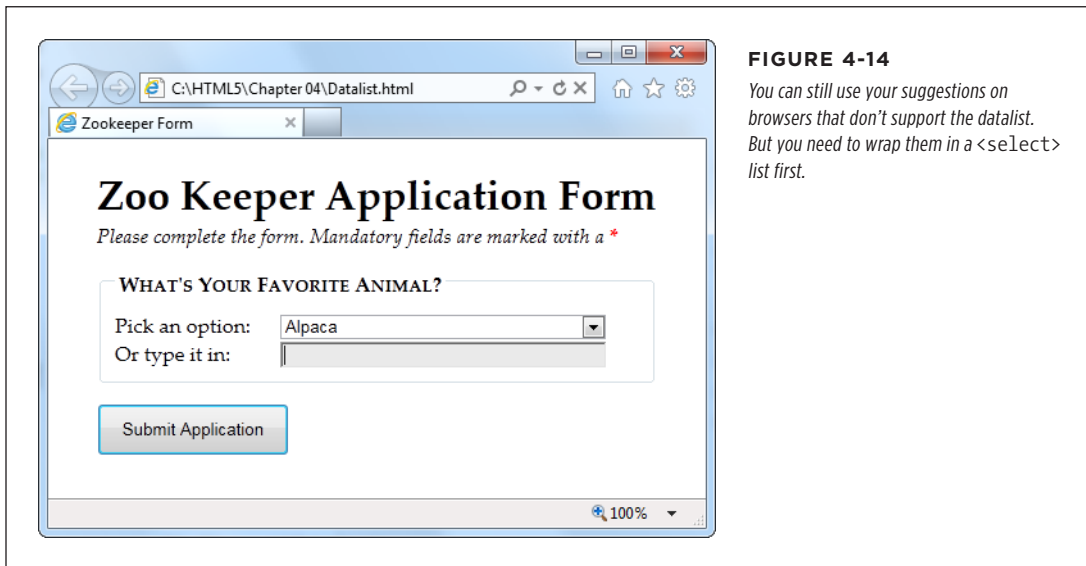 C:\HTML5\Chapter 04\Datalist.html
Zookeeper Form
Zoo Keeper Application Form
Please complete the form. Mandatory fields are marked with a *
WHAT'S YOUR FAVORITE ANIMAL?
Pick an option: Alpaca
Or type it in:
Submit Application
100%
FIGURE 4-14
You can still use your suggestions on
browsers that don't support the datalist.
But you need to wrap them in a <select>
list first.